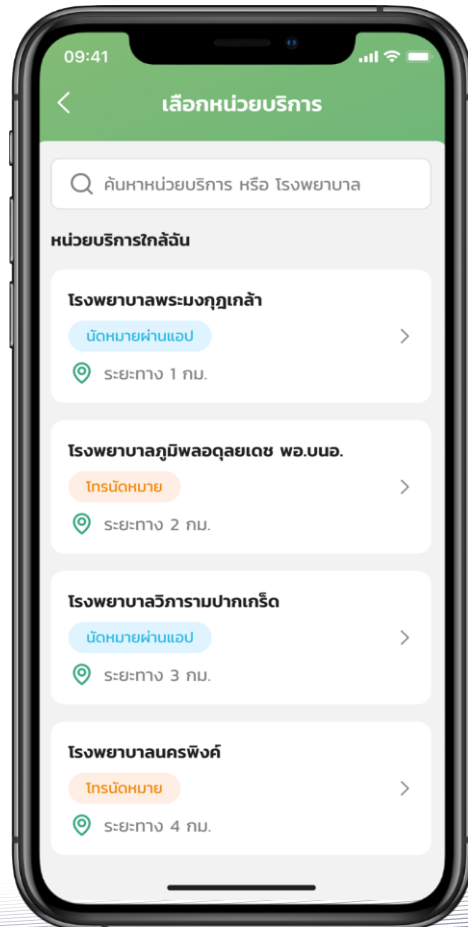 09:41
เลือกหน่วยบริการ
ค้นหาหน่วยบริการ หรือ โรงพยาบาล
หน่วยบริการใกล้ฉัน
โรงพยาบาลพระมงกุฎเกล้า
นัดหมายผ่านแอป
ระยะทาง 1 กม.
โรงพยาบาลภูมิพลอดุลยเดช พอ.บนอ.
โทรนัดหมาย
ระยะทาง 2 กม.
โรงพยาบาลวิภารามปากเกร็ด
นัดหมายผ่านแอป
ระยะทาง 3 กม.
โรงพยาบาลนครพิงค์
โทรนัดหมาย
ระยะทาง 4 กม.